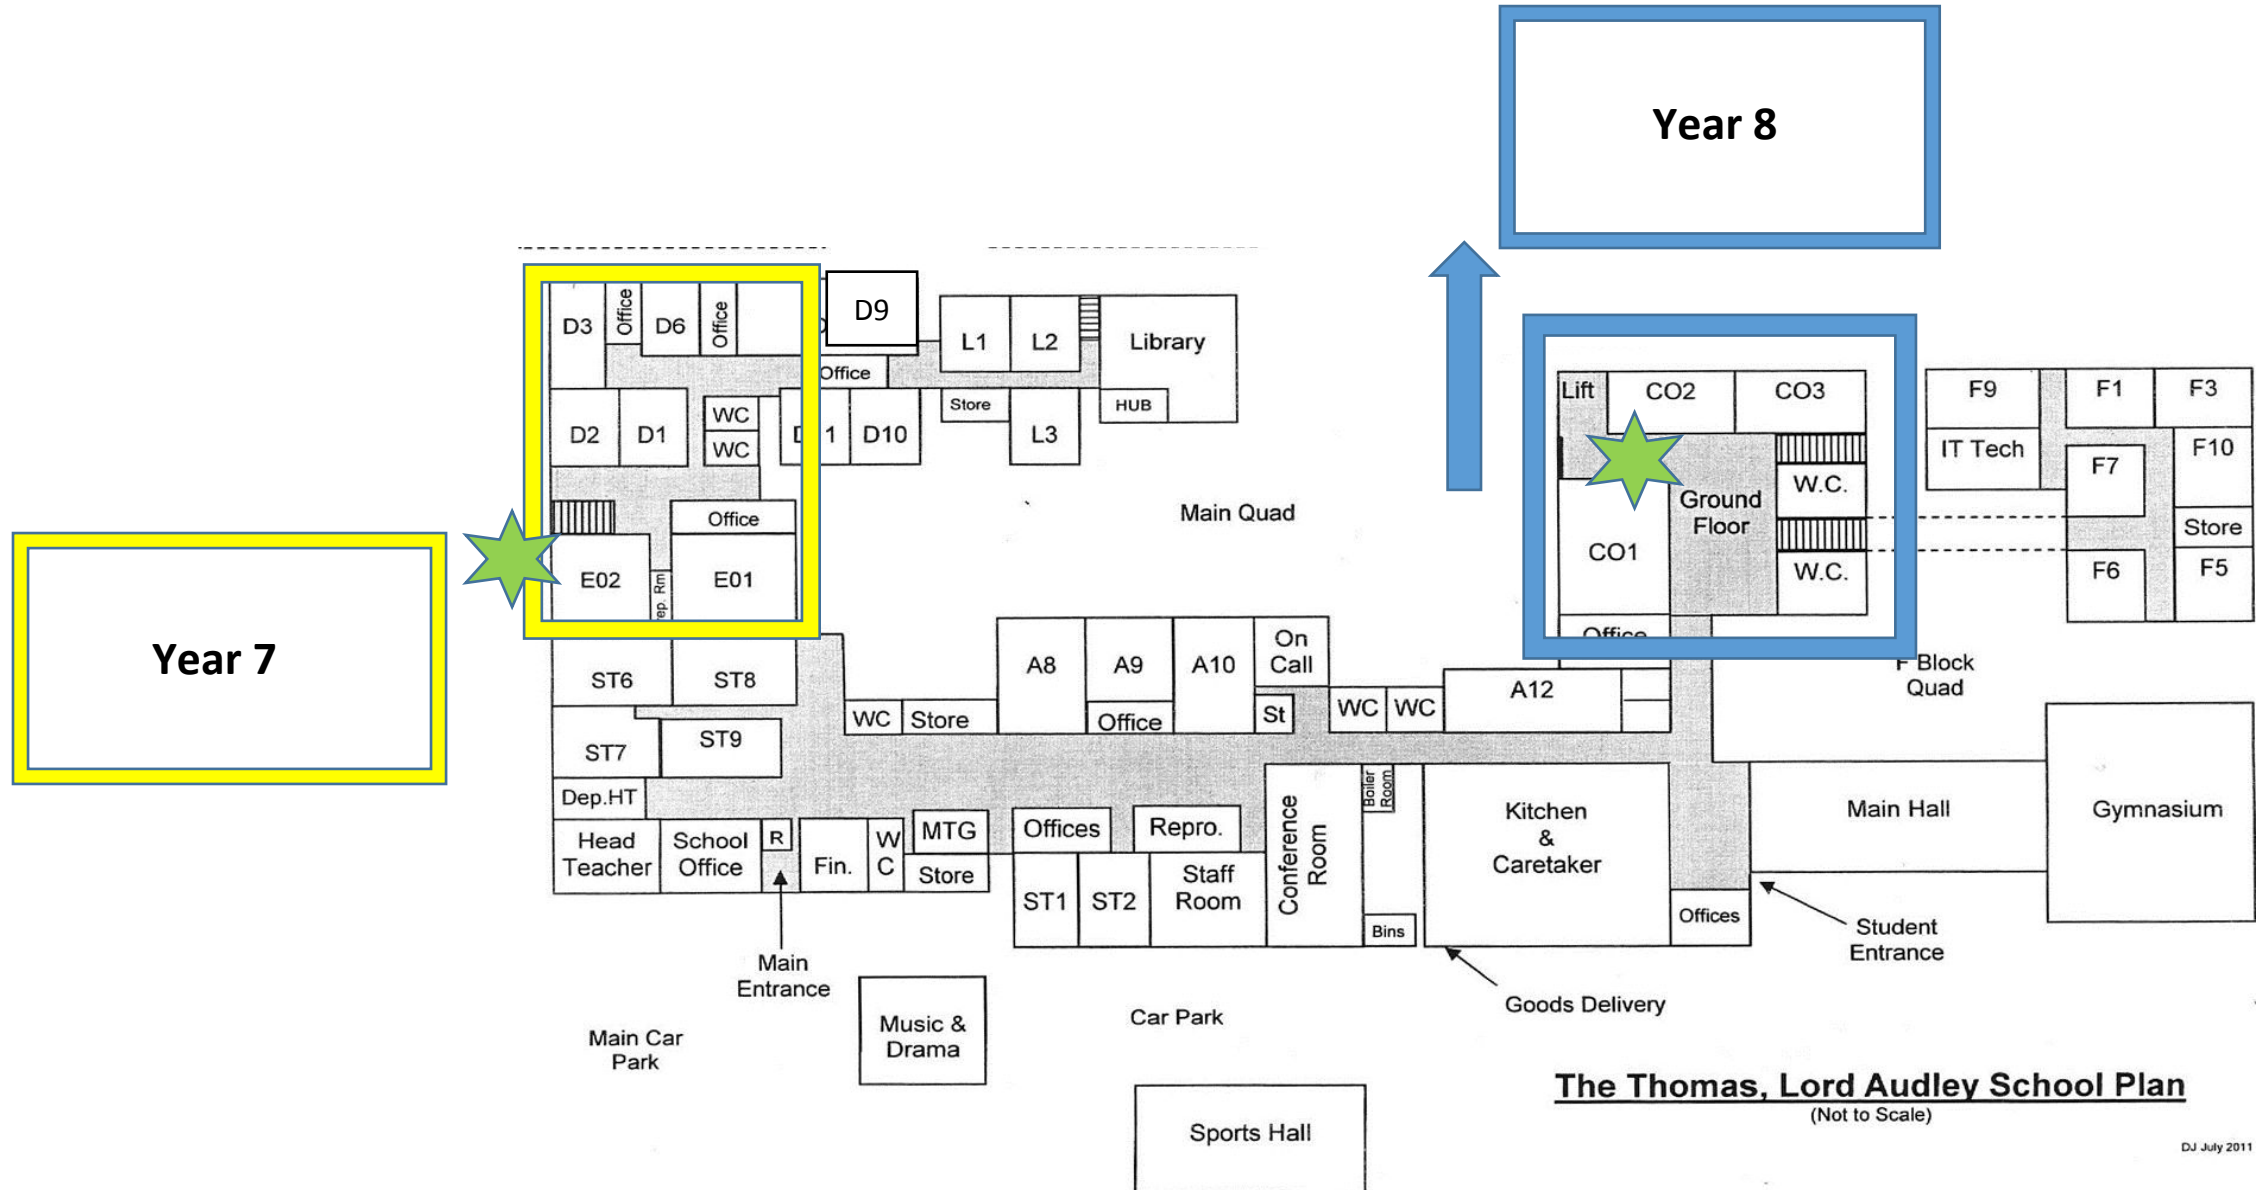 Year 8
D3
Office
D6
Office
D9
Office
L1
L2
Library
D2
D1
WC
WC
D10
Store
L3
HUB
Lift
CO2
CO3
F9
F1
F3
IT Tech
F7
F10
Main Quad
CO1
Ground
Floor
W.C.
W.C.
Store
F6
F5
Office
E02
E01
Year 7
Office
F Block
Quad
ST6
ST8
A8
A9
A10
On
Call
WC
Store
Office
St
WC
WC
A12
ST7
ST9
Dep.HT
Head
Teacher
School
Office
R
Fin.
W
C
MTG
Store
Offices
Repro.
ST1
ST2
Staff
Room
Conference
Room
Boiler
Room
Bins
Kitchen
&
Caretaker
Offices
Main Hall
Gymnasium
Student
Entrance
Main
Entrance
Goods Delivery
Music &
Drama
Car Park
Main Car
Park
Sports Hall
The Thomas, Lord Audley School Plan
(Not to Scale)
DJ July 2011